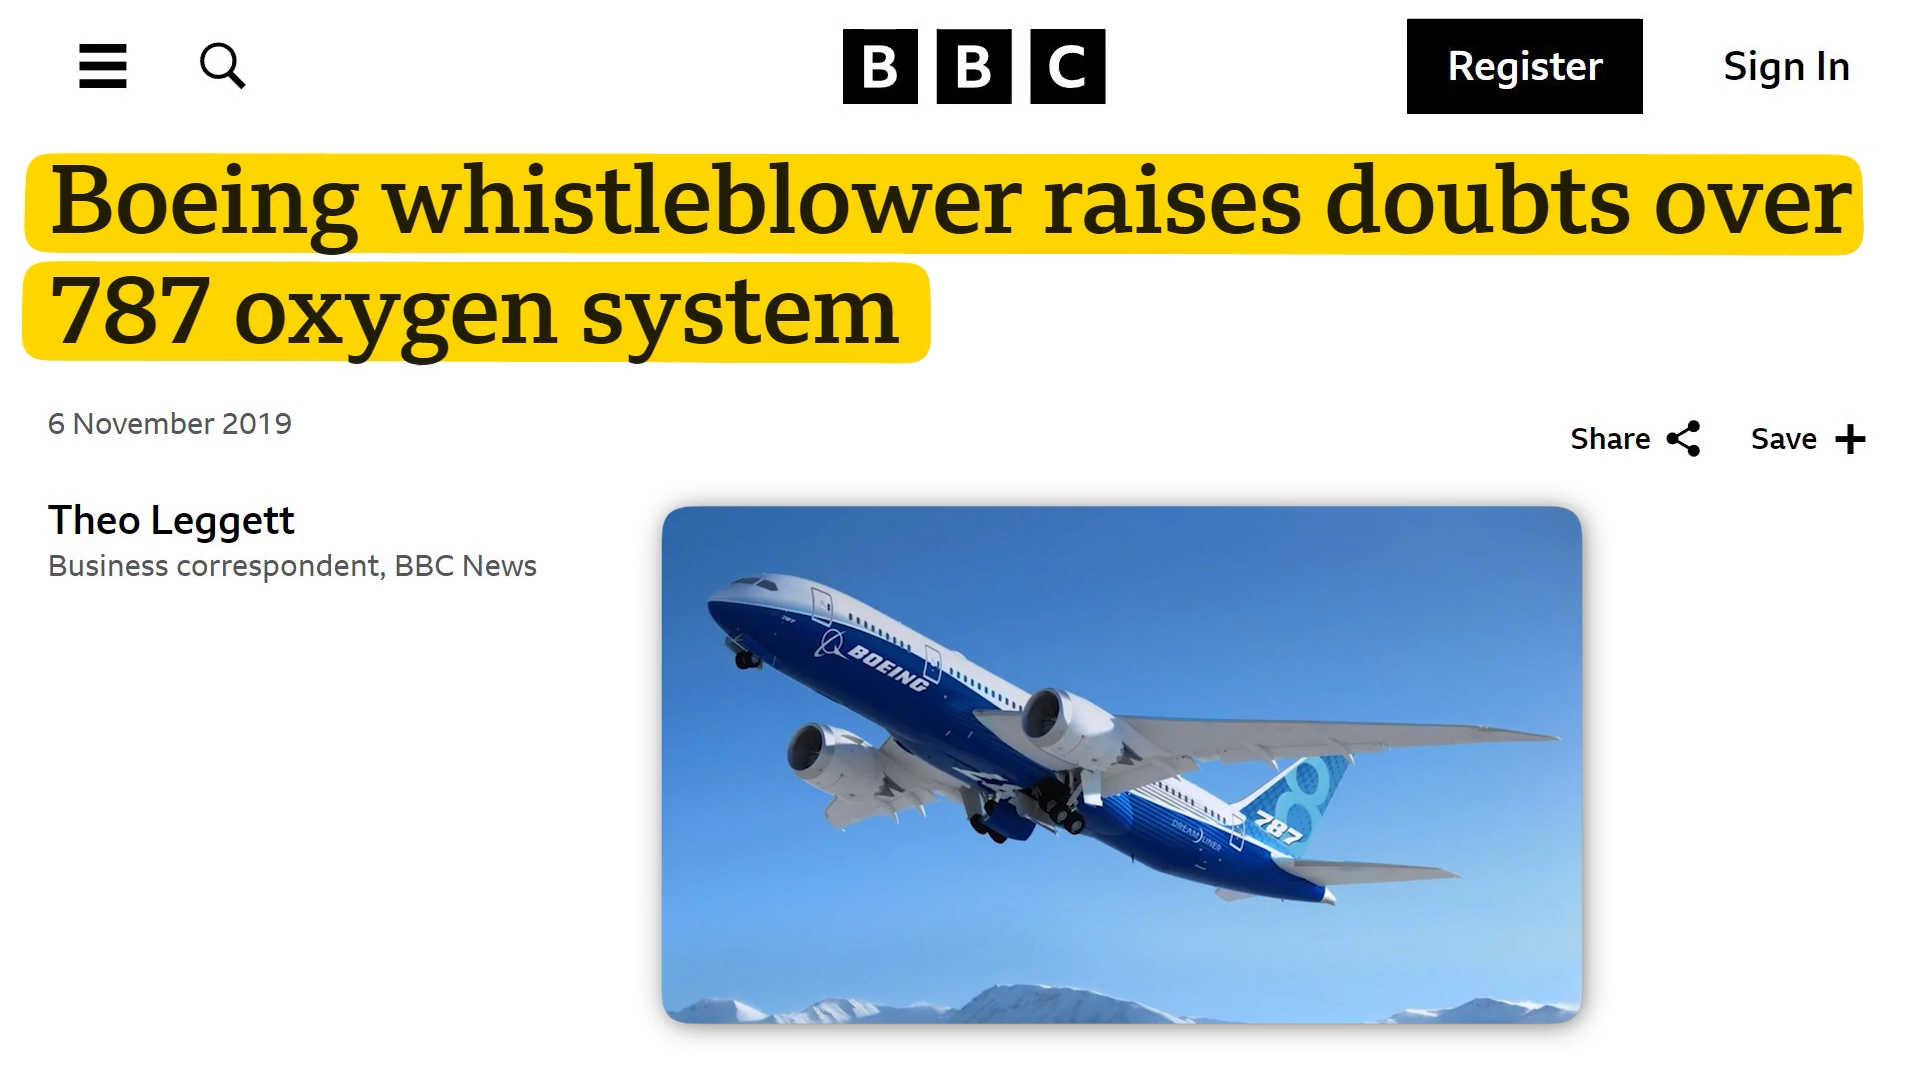 BBC
Register
Sign In
Boeing whistleblower raises doubts over
787 oxygen system
6 November 2019
Share
Save
Theo Leggett
Business correspondent, BBC News
BOEING
DREAMLINER
787